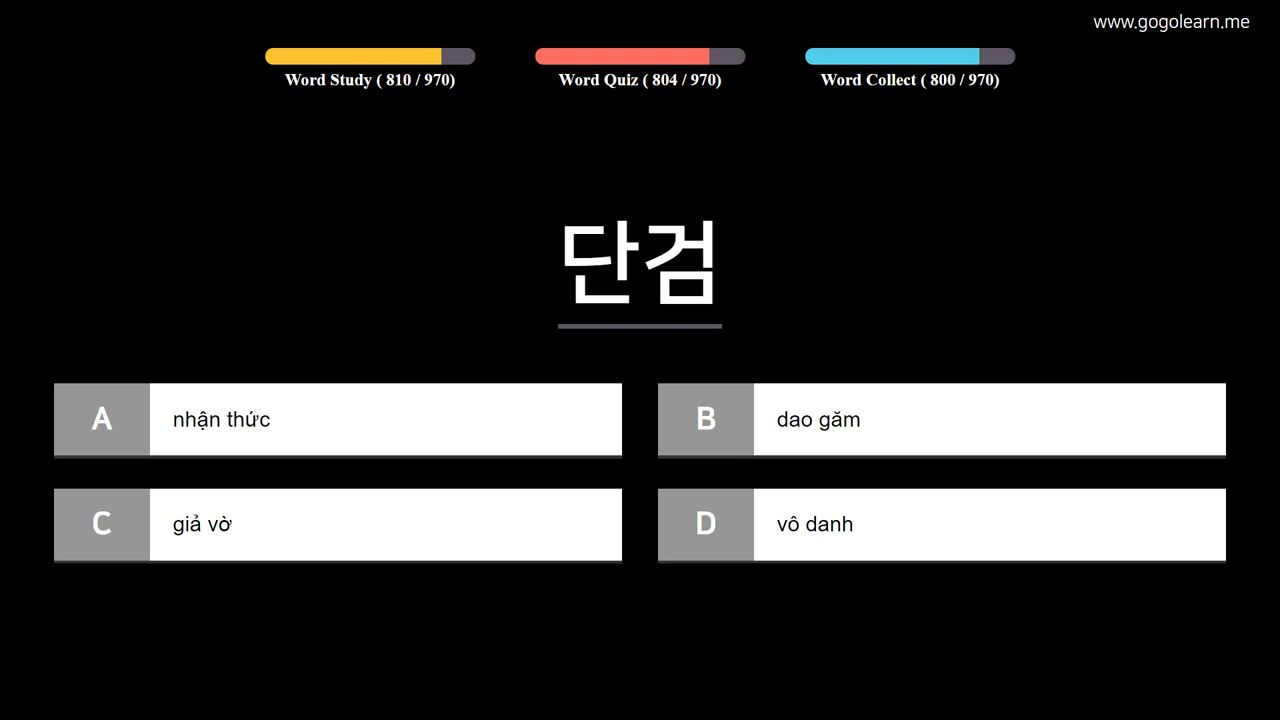 www.gogolearn.me
Word Study ( 810 / 970)
Word Quiz ( 804 / 970)
Word Collect ( 800 / 970)
단검
A nhận thức
B dao găm
C giả vờ
D vô danh